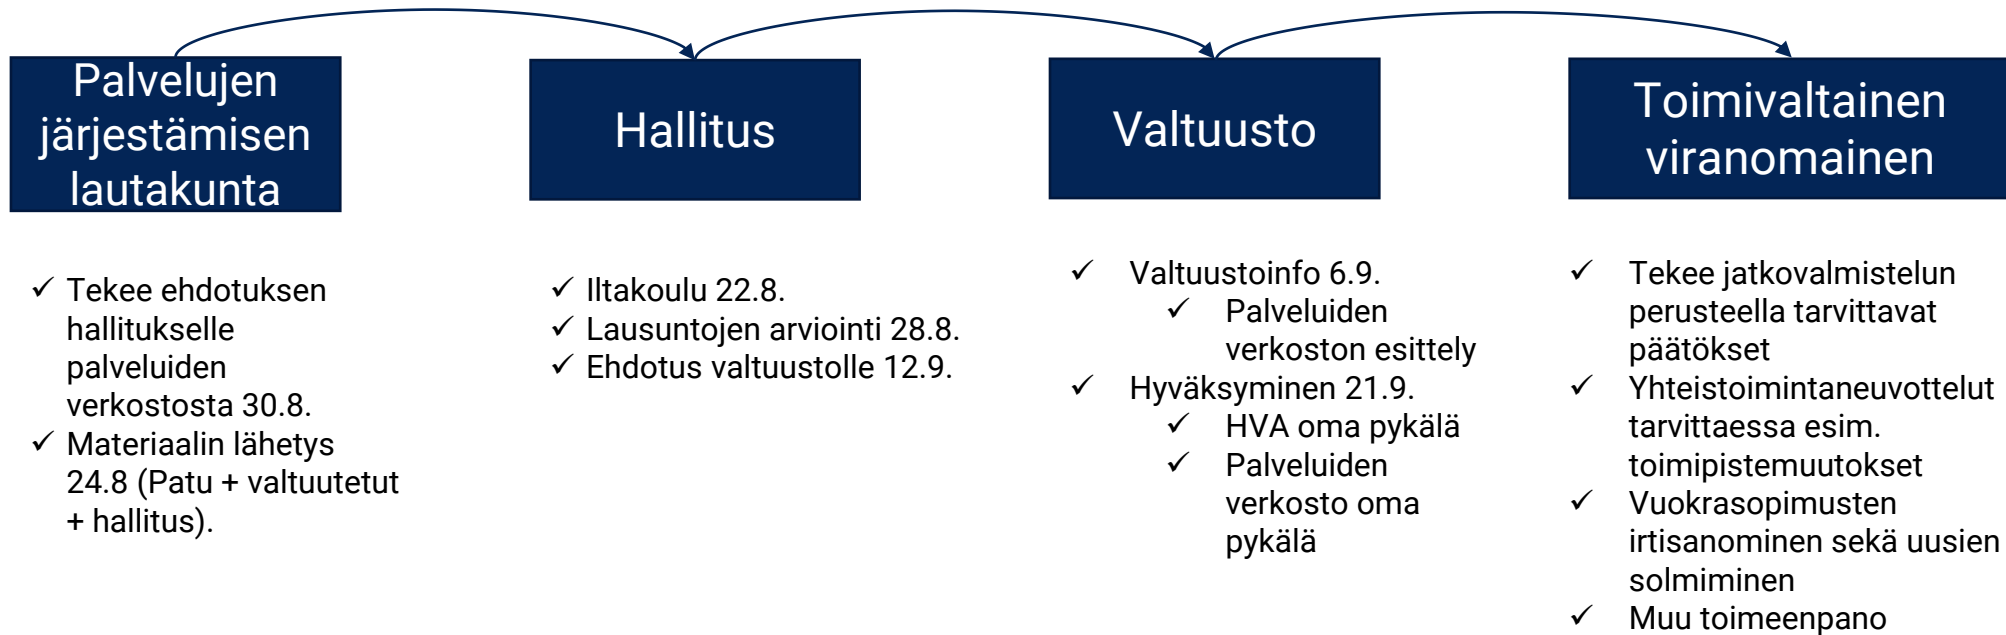 Palvelujen
järjestämisen
lautakunta
✓ Tekee ehdotuksen
hallitukselle
palveluiden
verkostosta 30.8.
✓ Materiaalin lähetys
24.8 (Patu + valtuutetut
+ hallitus).
Hallitus
✓ Iltakoulu 22.8.
✓ Lausuntojen arviointi 28.8.
✓ Ehdotus valtuustolle 12.9.
Valtuusto
✓ Valtuustoinfo 6.9.
✓ Palveluiden
verkoston esittely
✓ Hyväksyminen 21.9.
✓ HVA oma pykälä
✓ Palveluiden
verkosto oma
pykälä
Toimivaltainen
viranomainen
✓ Tekee jatkovalmistelun
perusteella tarvittavat
päätökset
✓ Yhteistoimintaneuvottelut
tarvittaessa esim.
toimipistemuutokset
✓ Vuokrasopimusten
irtisanominen sekä uusien
solmiminen
✓ Muu toimeenpano